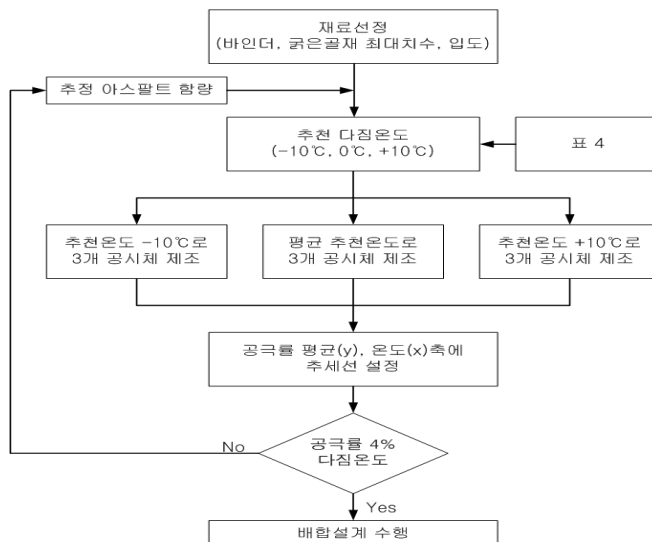 재료선정
(바인더, 굵은골재 최대치수, 입도)
추정 아스팔트 함량
추천 다짐온도
(-10℃, 0℃, +10℃)
표 4
추천온도 -10℃로
3개 공시체 제조
평균 추천온도로
3개 공시체 제조
추천온도 +10℃로
3개 공시체 제조
공극률 평균(y), 온도(x)축에
추세선 설정
No
공극률 4%
다짐온도
Yes
배합설계 수행